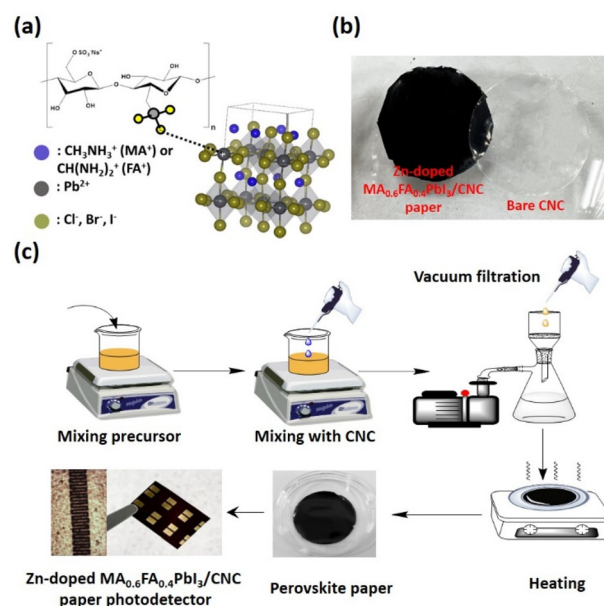 (a)
(b)
OSO₃Na⁺
O
HO
OH
O
OH
O
HO
O
n
: CH₃NH₃⁺ (MA⁺) or
CH(NH₂)₂⁺ (FA⁺)
: Pb²⁺
: Cl⁻, Br⁻, I⁻
Zn-doped
MA₀.₆FA₀.₄PbI₃/CNC
paper
Bare CNC
(c)
Vacuum filtration
Mixing precursor
Mixing with CNC
Heating
Perovskite paper
Zn-doped MA₀.₆FA₀.₄PbI₃/CNC
paper photodetector